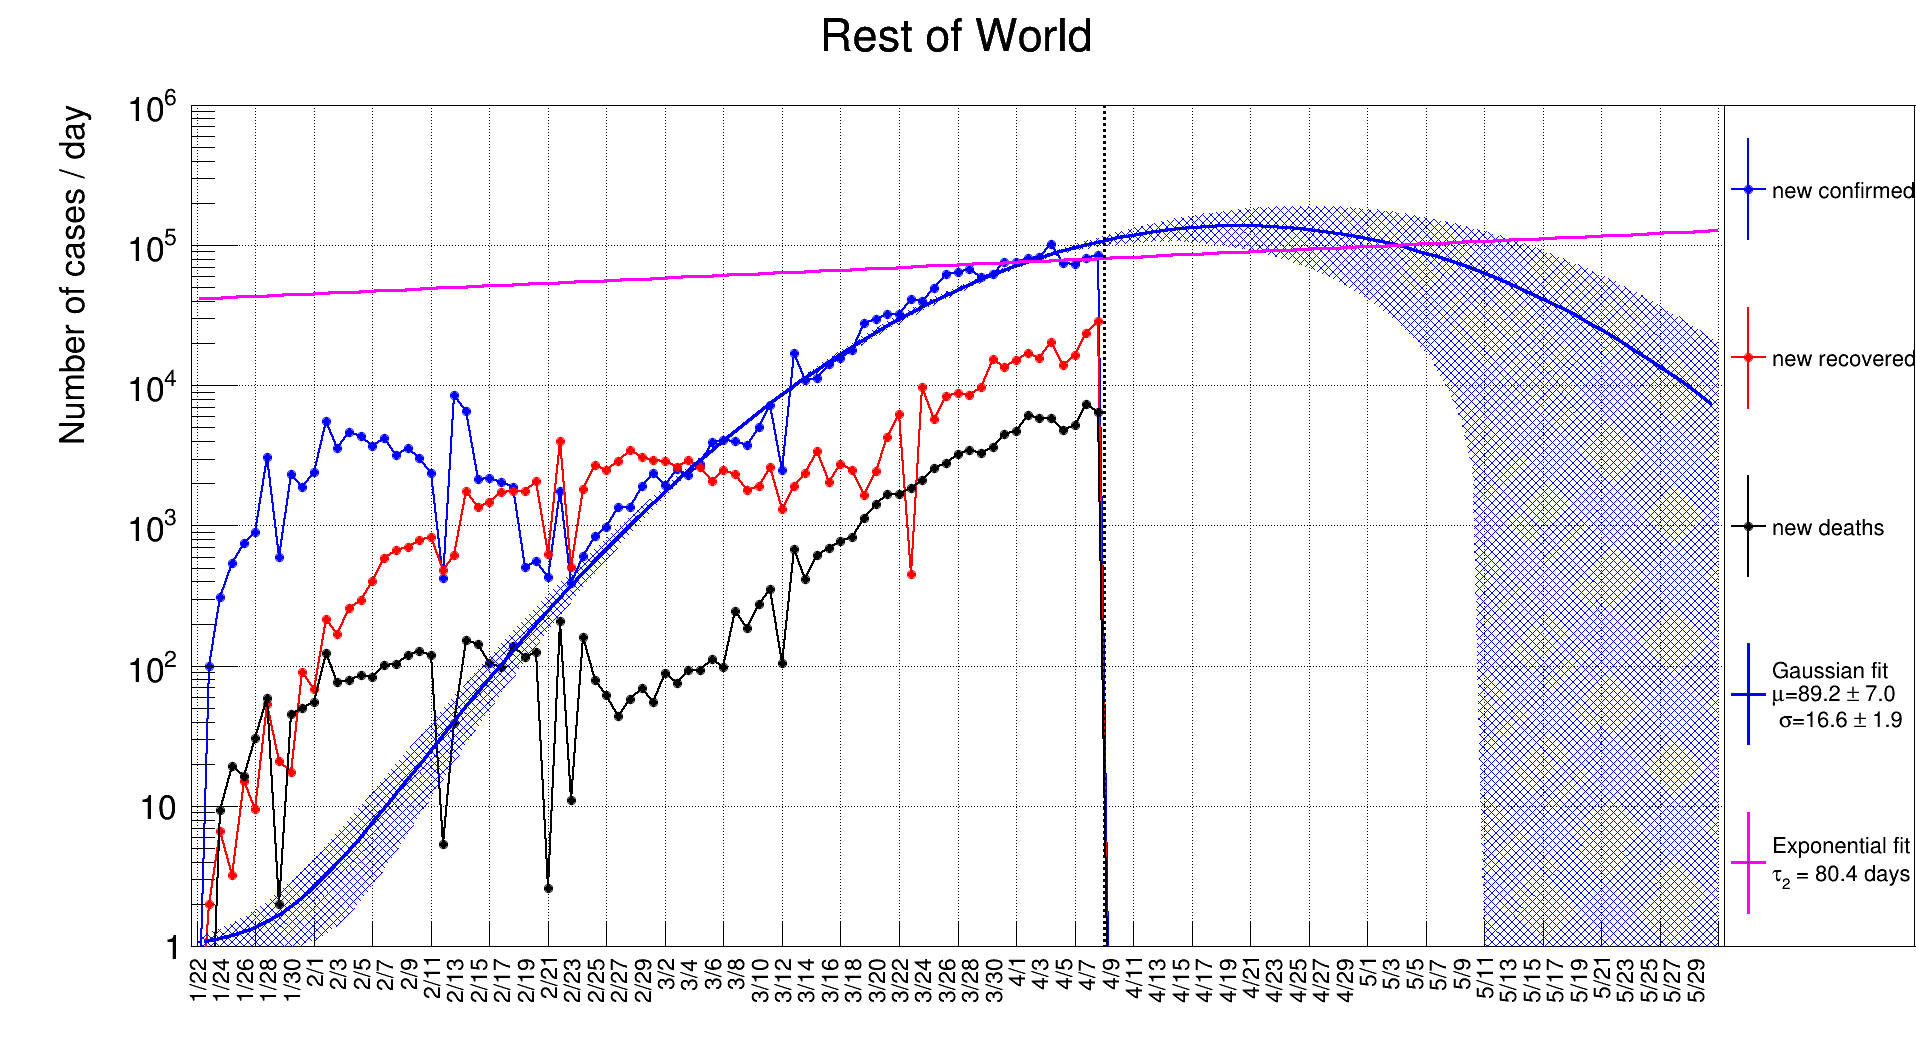 Rest of World
Number of cases / day
10^6
10^5
10^4
10^3
10^2
10
1
1/22 1/24 1/26 1/28 1/30 2/1 2/3 2/5 2/7 2/9 2/11 2/13 2/15 2/17 2/19 2/21 2/23 2/25 2/27 2/29 3/2 3/4 3/6 3/8 3/10 3/12 3/14 3/16 3/18 3/20 3/22 3/24 3/26 3/28 3/30 4/1 4/3 4/5 4/7 4/9 4/11 4/13 4/15 4/17 4/19 4/21 4/23 4/25 4/27 4/29 5/1 5/3 5/5 5/7 5/9 5/11 5/13 5/15 5/17 5/19 5/21 5/23 5/25 5/27 5/29
new confirmed
new recovered
new deaths
Gaussian fit
μ=89.2 ± 7.0
σ=16.6 ± 1.9
Exponential fit
τ₂ = 80.4 days